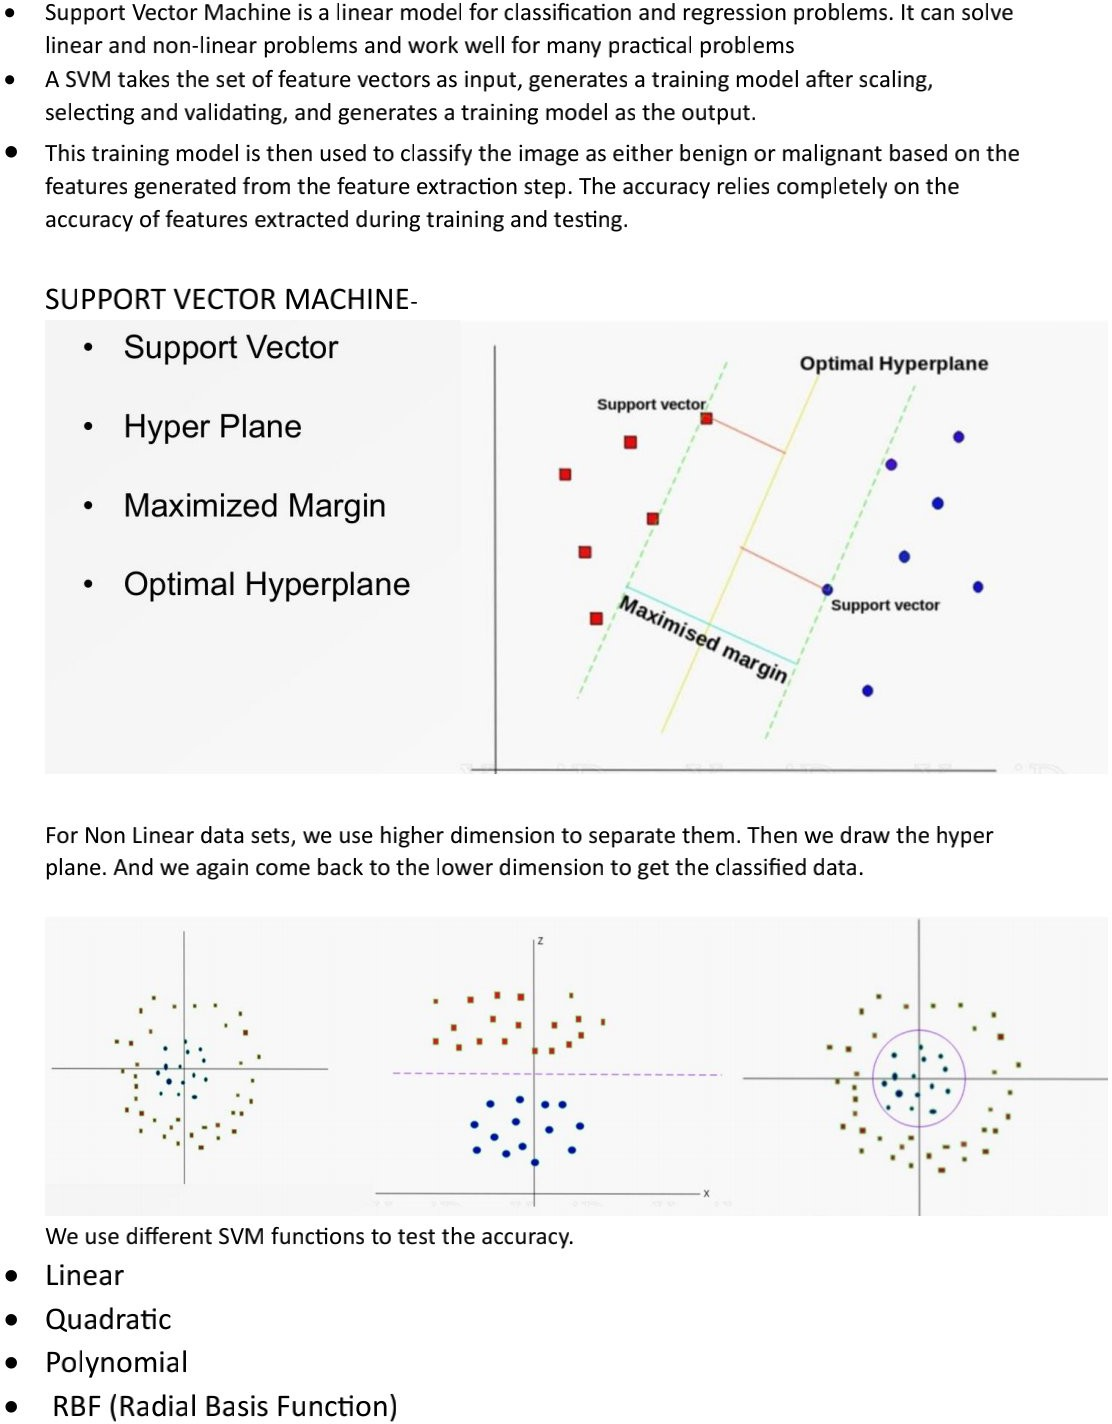 • Support Vector Machine is a linear model for classification and regression problems. It can solve
linear and non-linear problems and work well for many practical problems
• A SVM takes the set of feature vectors as input, generates a training model after scaling,
selecting and validating, and generates a training model as the output.
• This training model is then used to classify the image as either benign or malignant based on the
features generated from the feature extraction step. The accuracy relies completely on the
accuracy of features extracted during training and testing.
SUPPORT VECTOR MACHINE-
• Support Vector
• Hyper Plane
• Maximized Margin
• Optimal Hyperplane
Optimal Hyperplane
Support vector
Support vector
Maximised margin
For Non Linear data sets, we use higher dimension to separate them. Then we draw the hyper
plane. And we again come back to the lower dimension to get the classified data.
z
x
We use different SVM functions to test the accuracy.
• Linear
• Quadratic
• Polynomial
• RBF (Radial Basis Function)